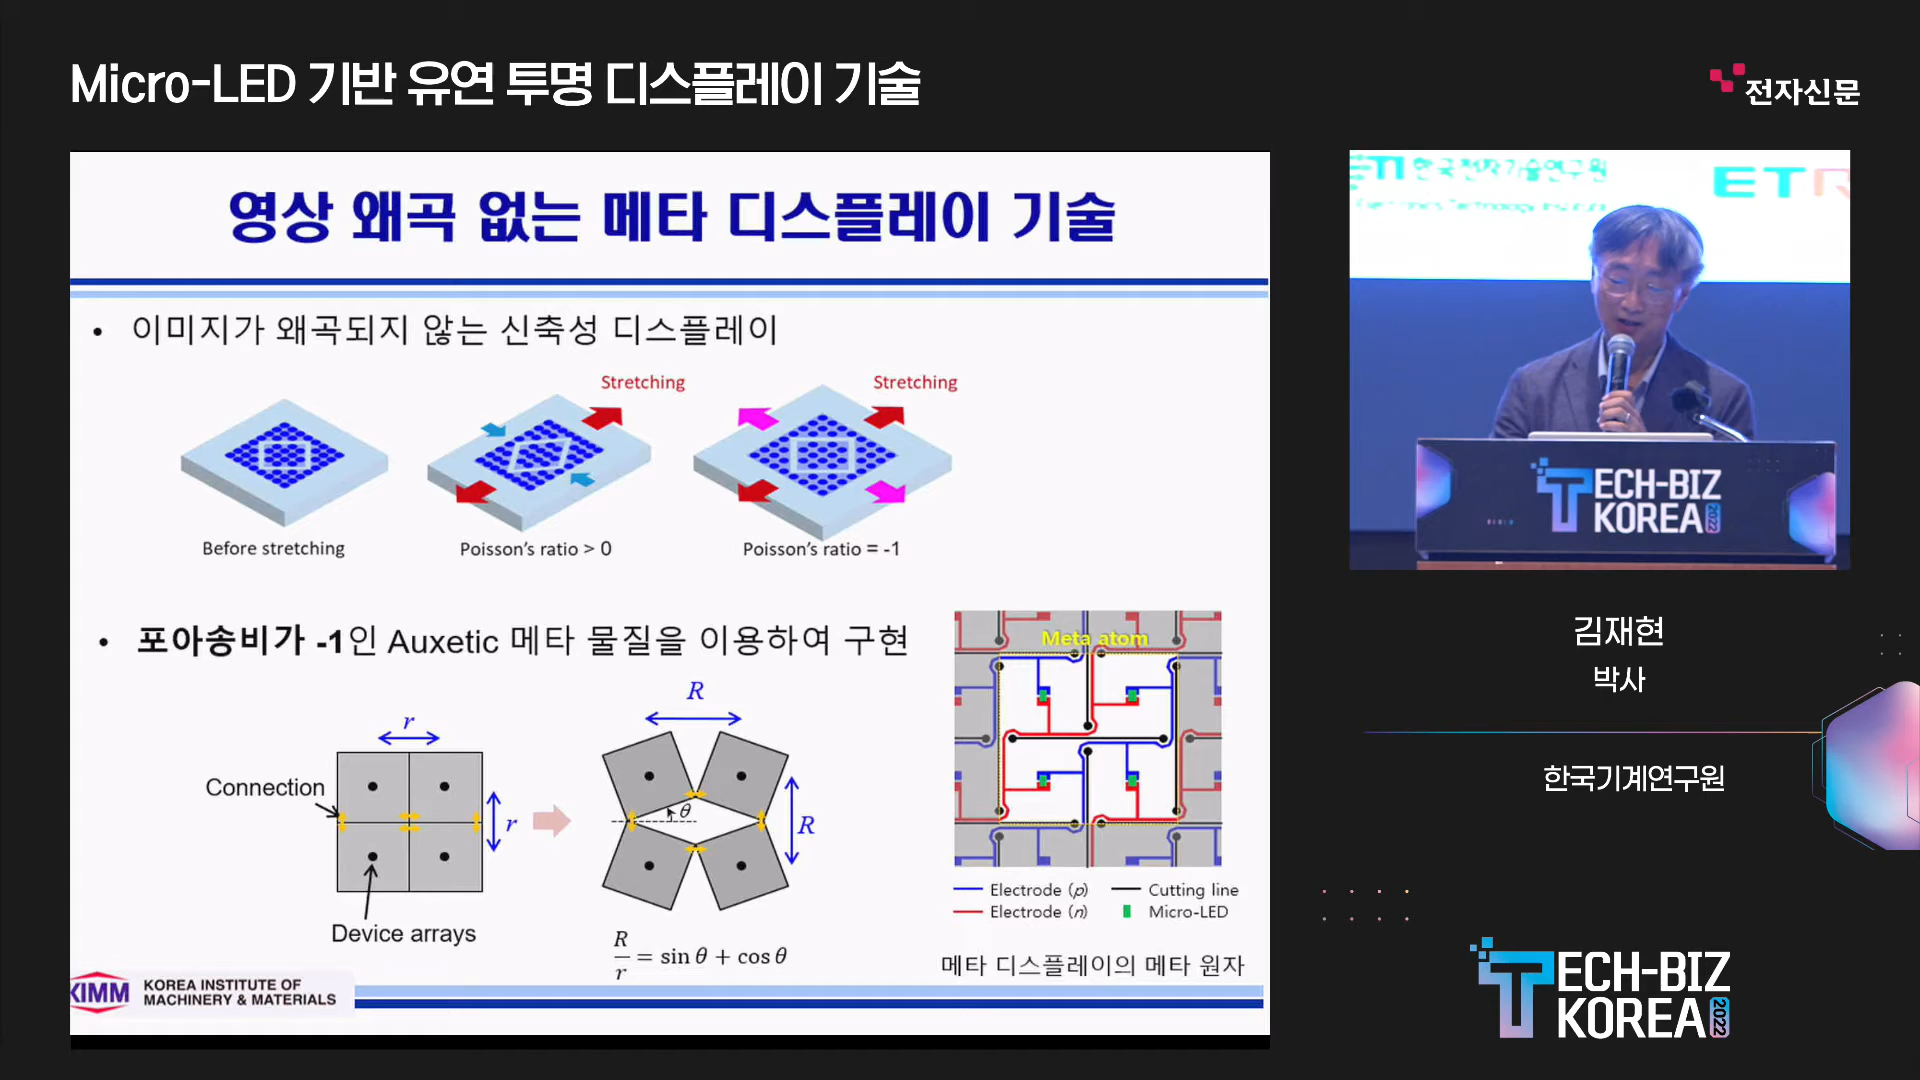 Micro-LED 기반 유연 투명 디스플레이 기술
전자신문
영상 왜곡 없는 메타 디스플레이 기술
• 이미지가 왜곡되지 않는 신축성 디스플레이
Stretching
Stretching
Before stretching
Poisson's ratio > 0
Poisson's ratio = -1
• 포아송비가 -1인 Auxetic 메타 물질을 이용하여 구현
Connection
r
r
Device arrays
R
R
θ
R/r = sin θ + cos θ
Meta atom
Electrode (p)
Cutting line
Electrode (n)
Micro-LED
메타 디스플레이의 메타 원자
KIMM
KOREA INSTITUTE OF
MACHINERY & MATERIALS
한국전자기술연구원
ETR
TECH-BIZ
KOREA 2022
김재현
박사
한국기계연구원
TECH-BIZ
KOREA 2022